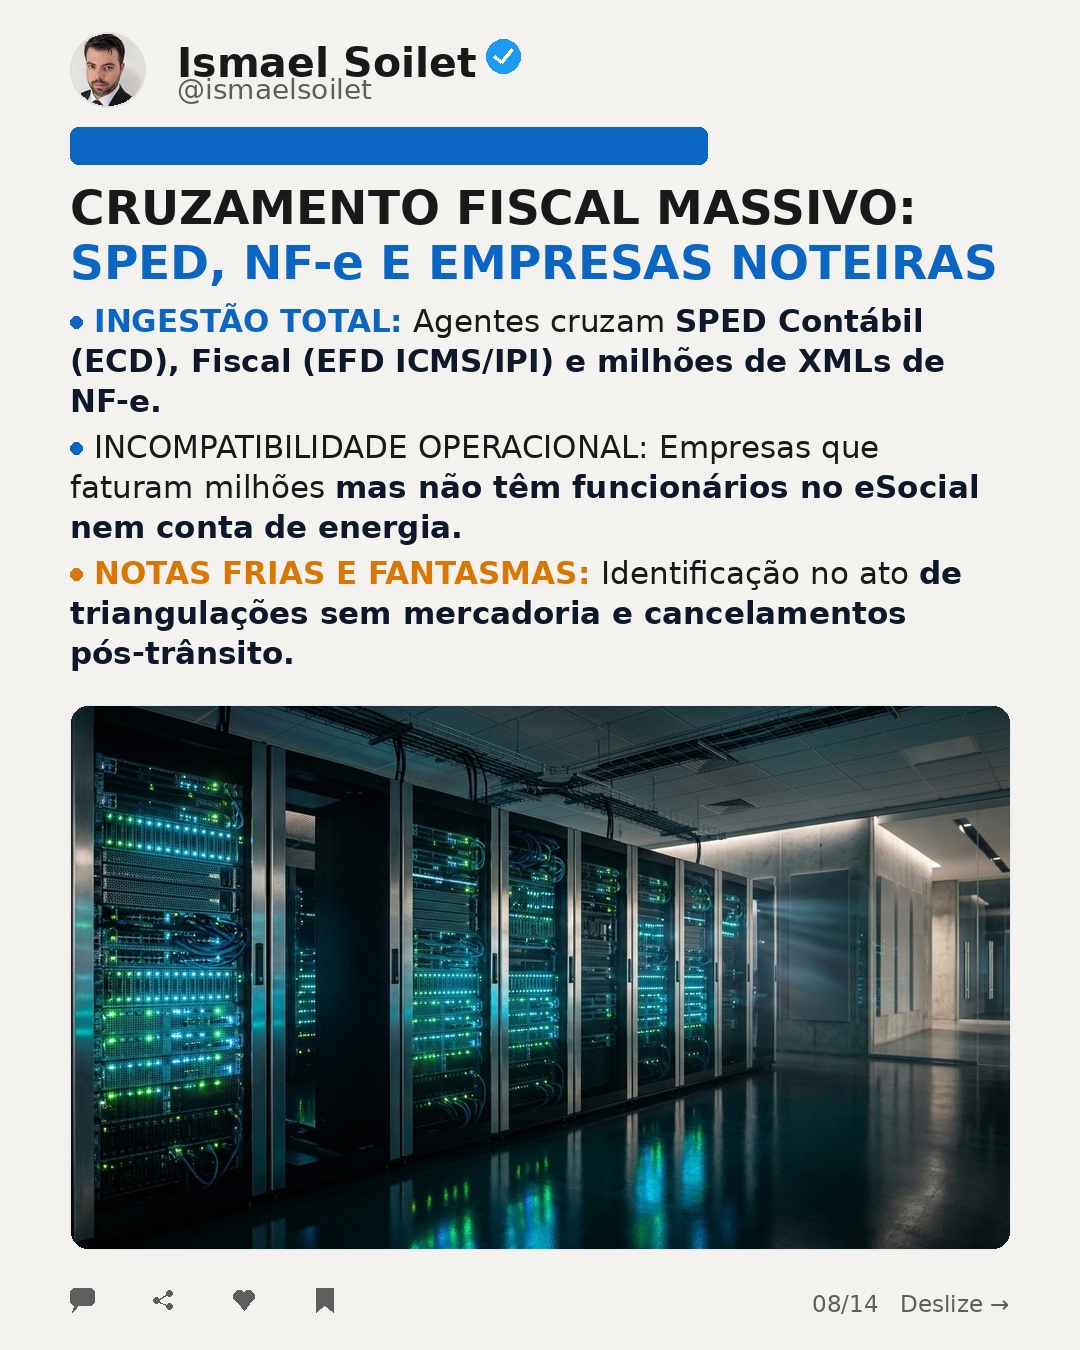 Ismael Soilet
@ismaelsoilet
CRUZAMENTO FISCAL MASSIVO:
SPED, NF-e E EMPRESAS NOTEIRAS
• INGESTÃO TOTAL: Agentes cruzam SPED Contábil
(ECD), Fiscal (EFD ICMS/IPI) e milhões de XMLs de
NF-e.
• INCOMPATIBILIDADE OPERACIONAL: Empresas que
faturam milhões mas não têm funcionários no eSocial
nem conta de energia.
• NOTAS FRIAS E FANTASMAS: Identificação no ato de
triangulações sem mercadoria e cancelamentos
pós-trânsito.
08/14 Deslize →